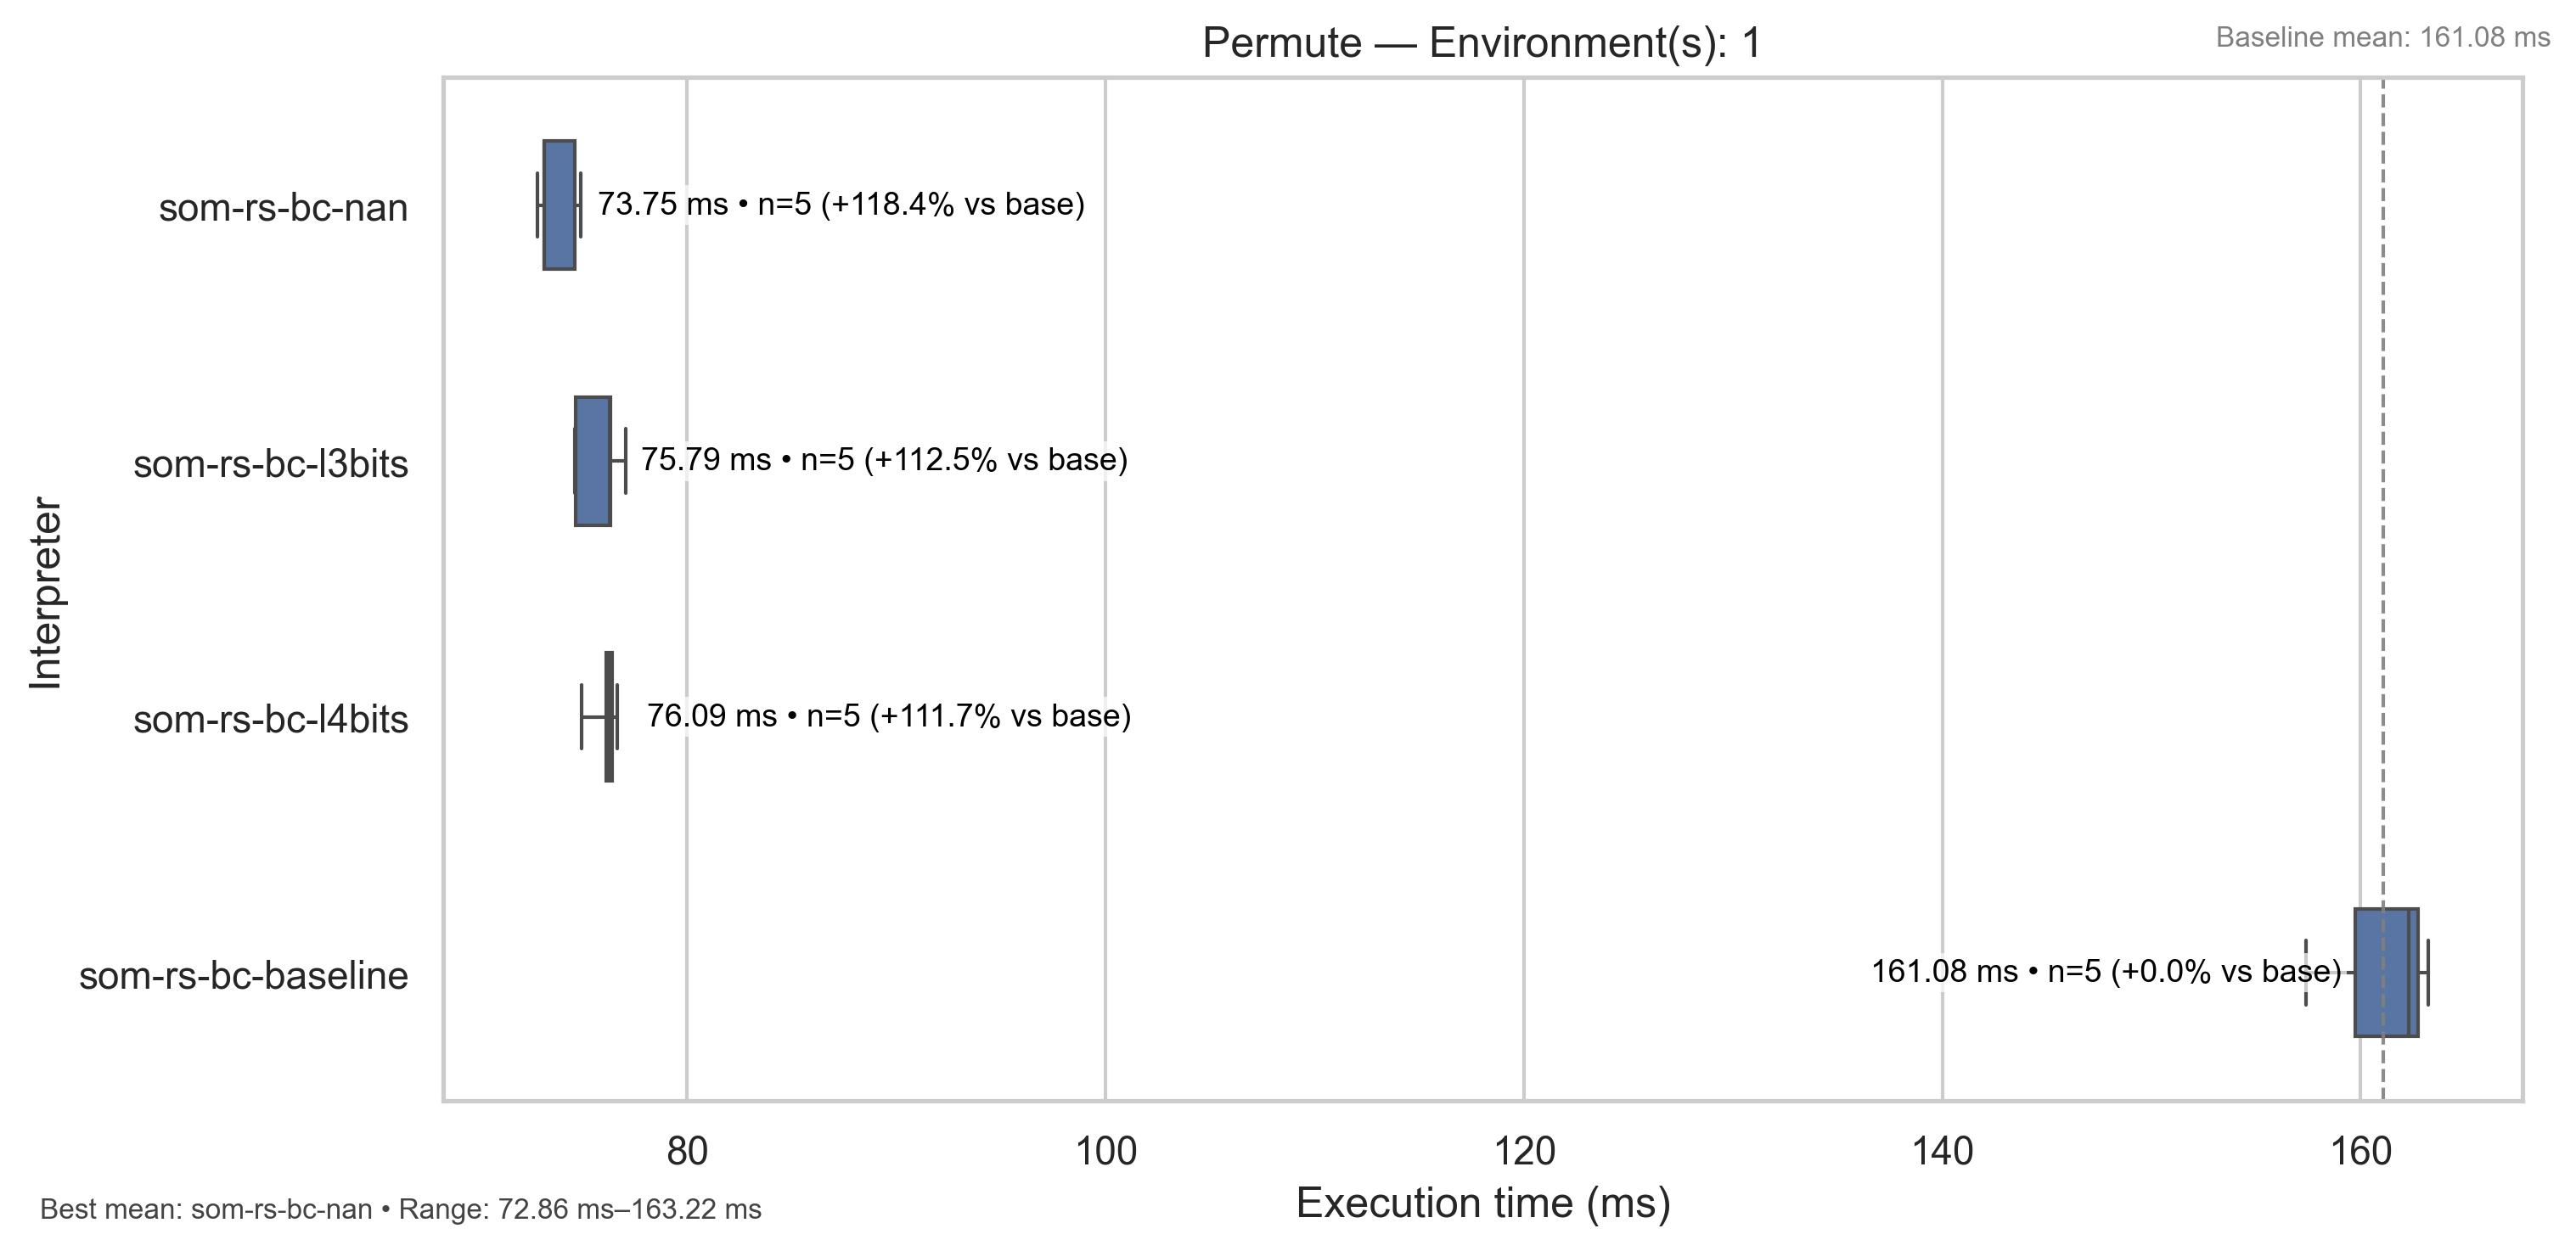 Permute — Environment(s): 1
Baseline mean: 161.08 ms
Interpreter
som-rs-bc-nan
73.75 ms • n=5 (+118.4% vs base)
som-rs-bc-l3bits
75.79 ms • n=5 (+112.5% vs base)
som-rs-bc-l4bits
76.09 ms • n=5 (+111.7% vs base)
som-rs-bc-baseline
161.08 ms • n=5 (+0.0% vs base)
80 100 120 140 160
Execution time (ms)
Best mean: som-rs-bc-nan • Range: 72.86 ms–163.22 ms